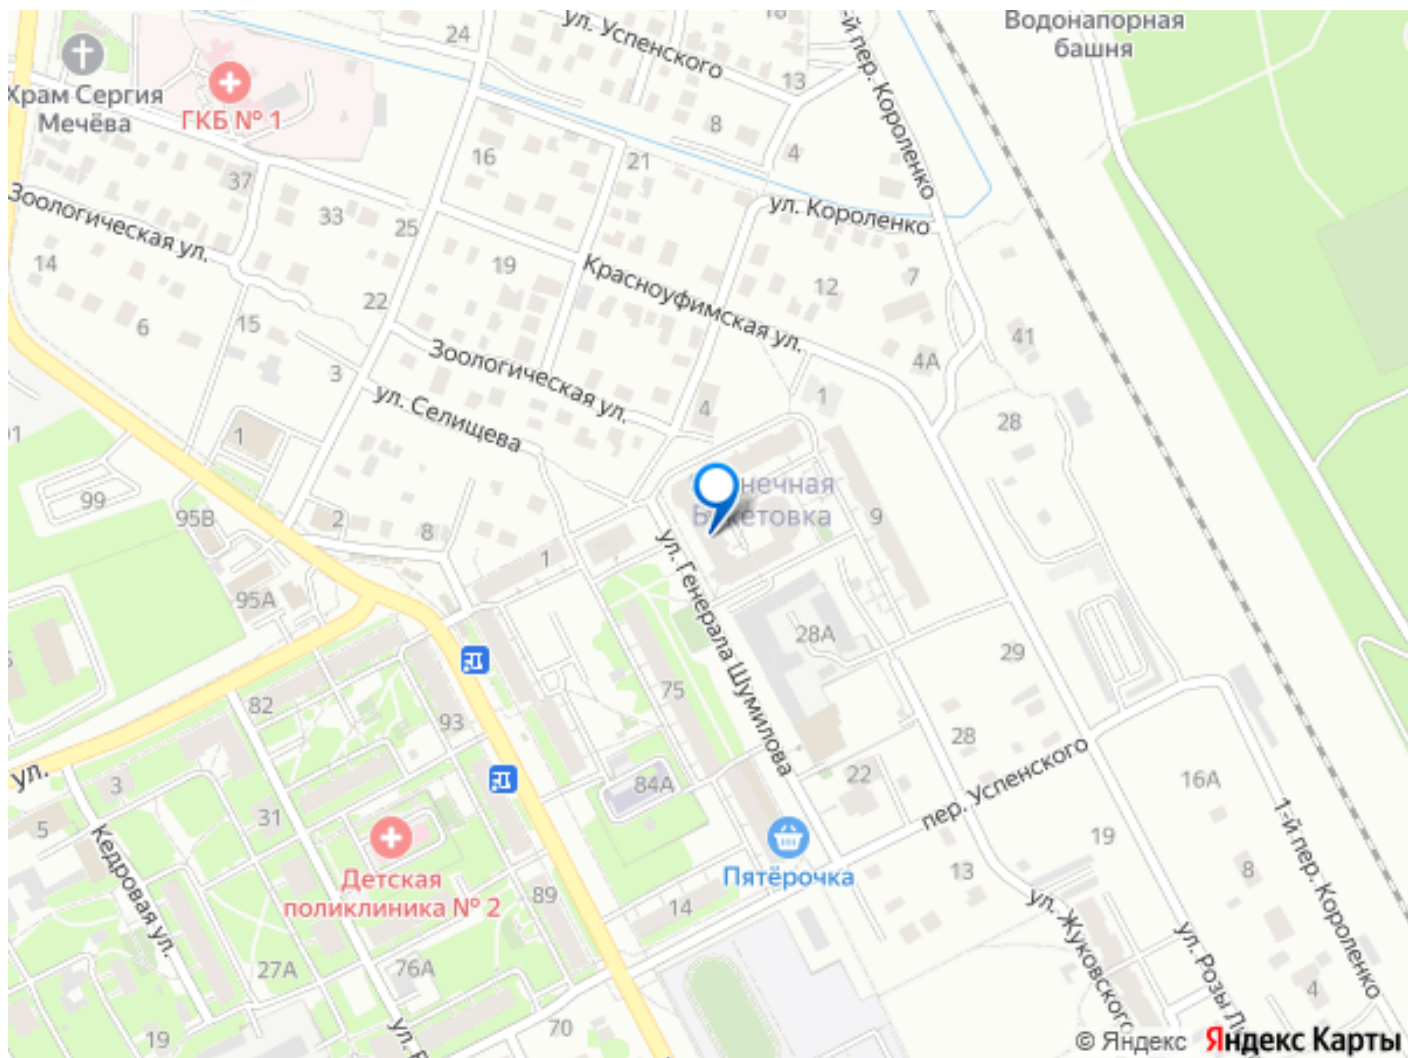 18
Водонапорная
башня
24
ул. Успенского
13
1-й пер. Короленко
Храм Сергия
Мечёва
ГКБ № 1
8
4
16
21
37
33
25
ул. Короленко
Зоологическая ул.
14
19
Красноуфимская ул.
12
7
22
6
15
41
4А
3
Зоологическая ул.
ул. Селищева
4
1
28
1
99
95В
2
8
нечная
Бекетовка
9
1
ул. Генерала Шумилова
95А
28А
29
75
82
93
28
ул.
3
84А
22
пер. Успенского
16А
5
31
Кедровая ул.
19
1-й пер. Короленко
Детская
поликлиника № 2
Пятёрочка
89
14
13
8
ул. Жуковского
27А
76А
4
19
70
© Яндекс Яндекс Карты